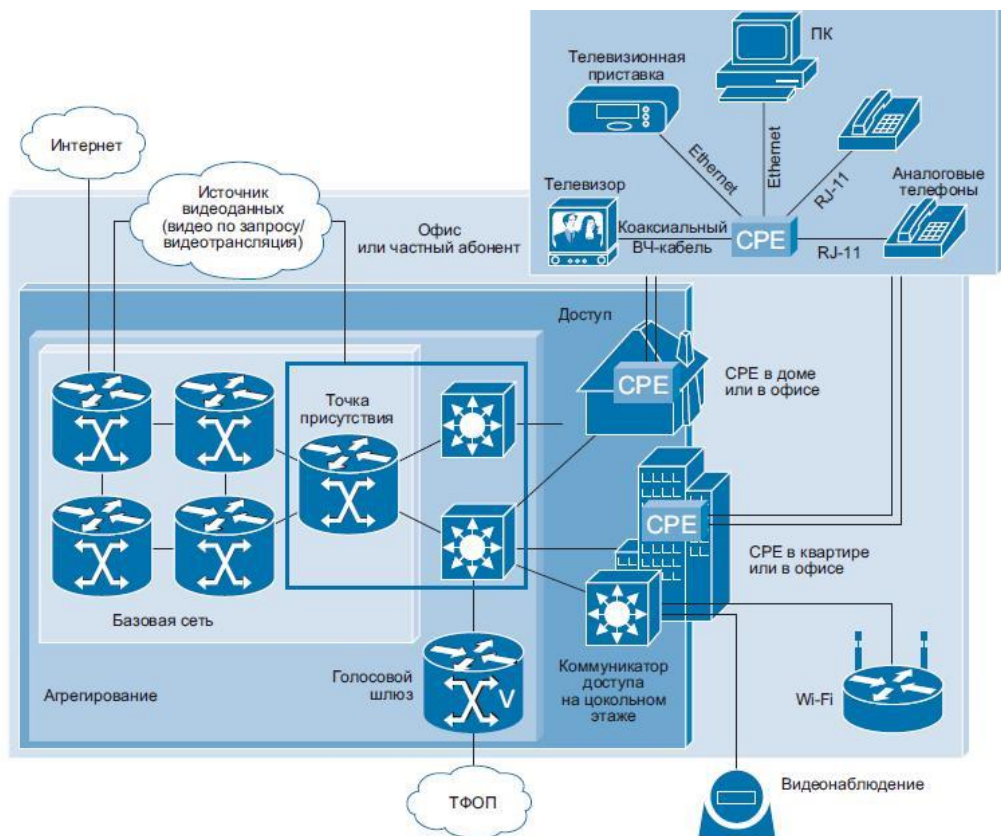 ПК
Телевизионная
приставка
Интернет
Ethernet
Ethernet
RJ-11
Источник
видеоданных
(видео по запросу/
видеотрансляция)
Офис
или частный абонент
Телевизор
Коаксиальный
ВЧ-кабель
CPE
RJ-11
Аналоговые
телефоны
Доступ
CPE
CPE в доме
или в офисе
Точка
присутствия
CPE
CPE в квартире
или в офисе
Базовая сеть
Агрегирование
Голосовой
шлюз
V
Коммуникатор
доступа
на цокольном
этаже
Wi-Fi
ТФОП
Видеонаблюдение